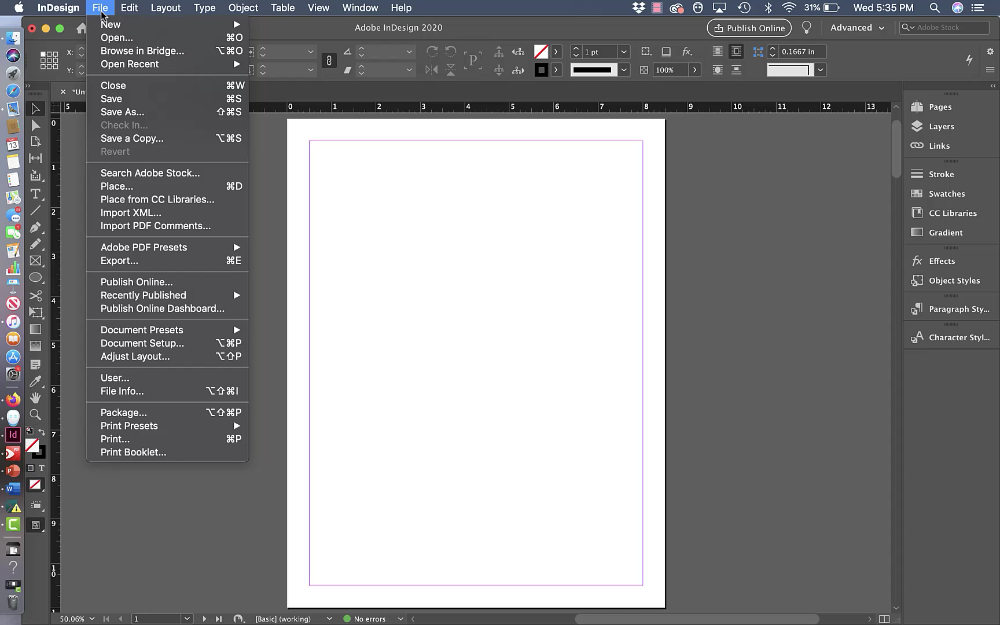 InDesign File Edit Layout Type Object Table View Window Help 31% Wed 5:35 PM
Adobe InDesign 2020 Publish Online Advanced Adobe Stock
X: 1 pt 0.1667 in
Y: 100%
New
Open... ⌘O
Browse in Bridge... ⌥⌘O
Open Recent
Close ⌘W
Save ⌘S
Save As... ⇧⌘S
Check In...
Save a Copy... ⌥⌘S
Revert
Search Adobe Stock...
Place... ⌘D
Place from CC Libraries...
Import XML...
Import PDF Comments...
Adobe PDF Presets
Export... ⌘E
Publish Online...
Recently Published
Publish Online Dashboard...
Document Presets
Document Setup... ⌥⌘P
Adjust Layout... ⌥⇧P
User...
File Info... ⌥⇧⌘I
Package... ⌥⇧⌘P
Print Presets
Print... ⌘P
Print Booklet...
*Un
5 0 1 2 3 4 5 6 7 8 9 10 11 12 13
0
1
2
3
4
5
6
7
8
9
1
0
1
Pages
Layers
Links
Stroke
Swatches
CC Libraries
Gradient
fx Effects
Object Styles
Paragraph Sty...
Character Styl...
50.06% 1 [Basic] (working) No errors